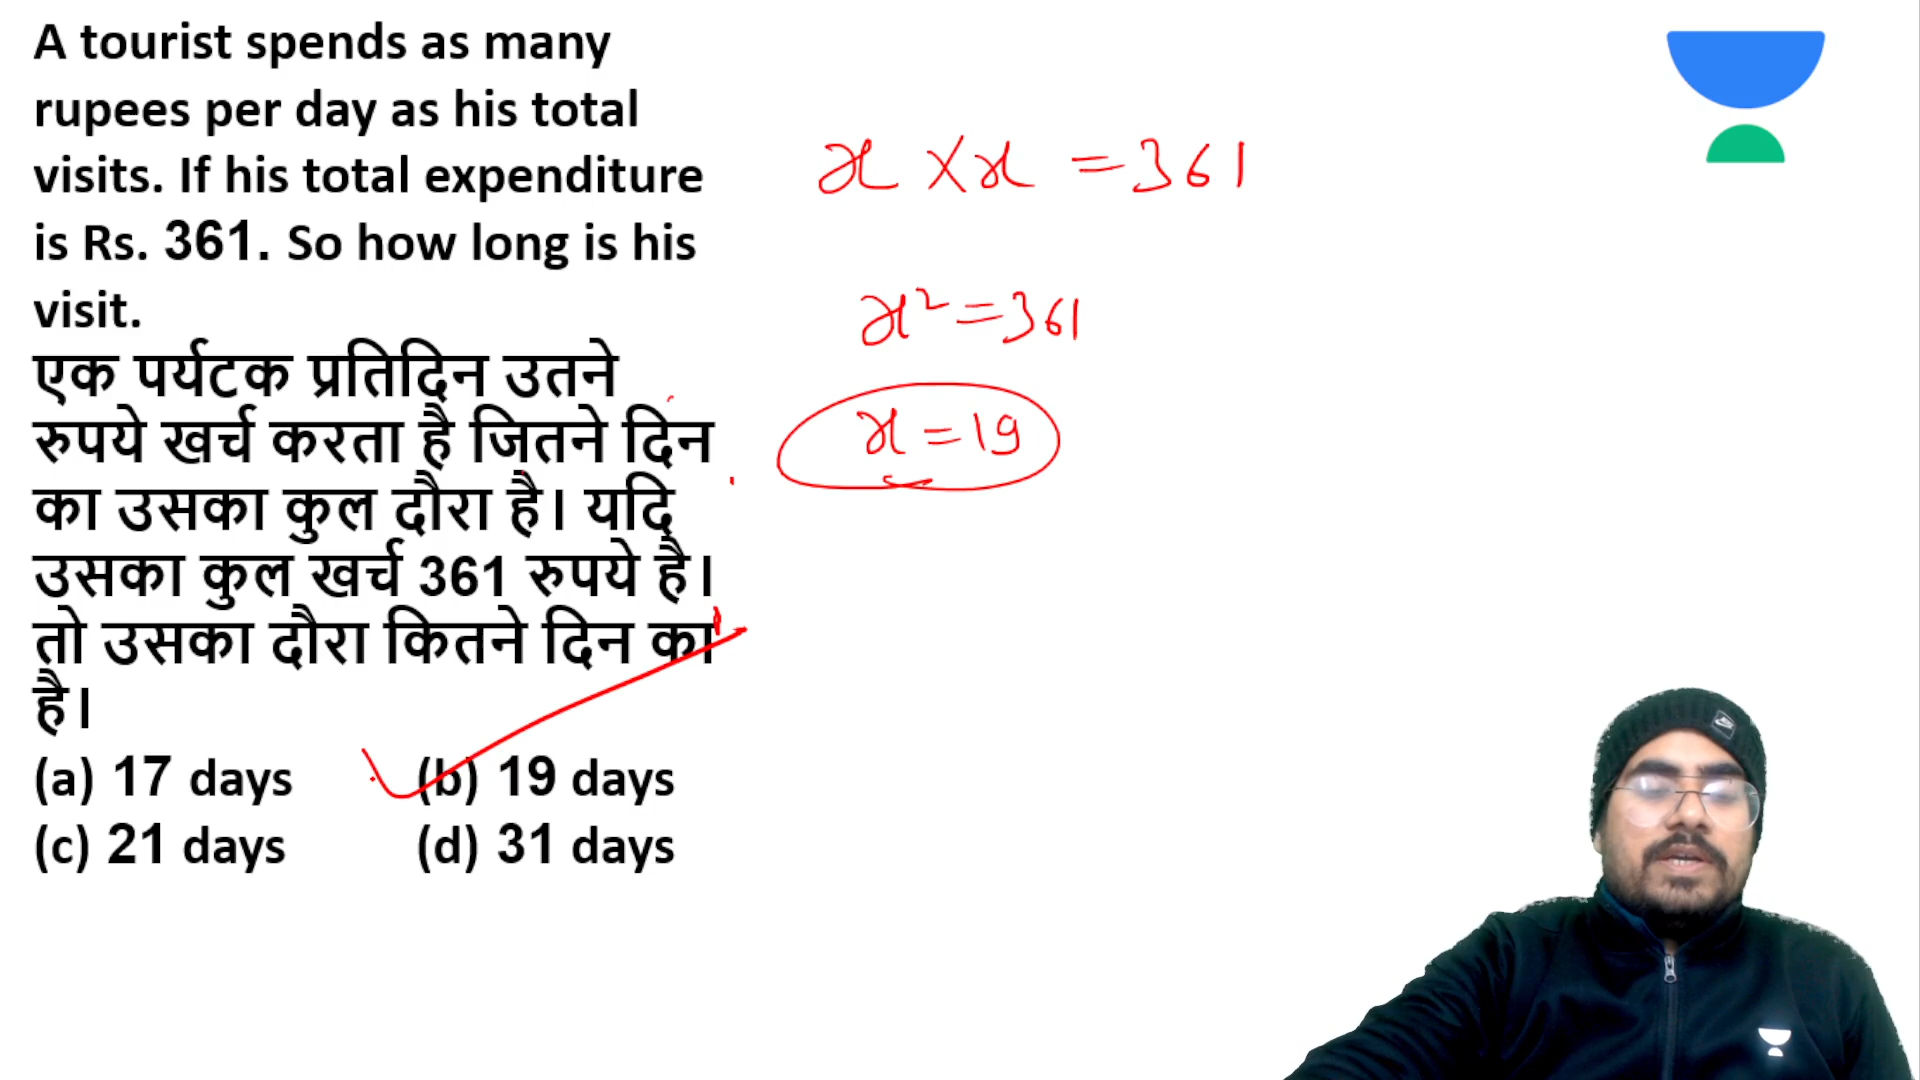 A tourist spends as many
rupees per day as his total
visits. If his total expenditure
is Rs. 361. So how long is his
visit.
एक पर्यटक प्रतिदिन उतने
रुपये खर्च करता है जितने दिन
का उसका कुल दौरा है। यदि
उसका कुल खर्च 361 रुपये है।
तो उसका दौरा कितने दिन का
है।
(a) 17 days (b) 19 days
(c) 21 days (d) 31 days
x × x = 361
x² = 361
x = 19